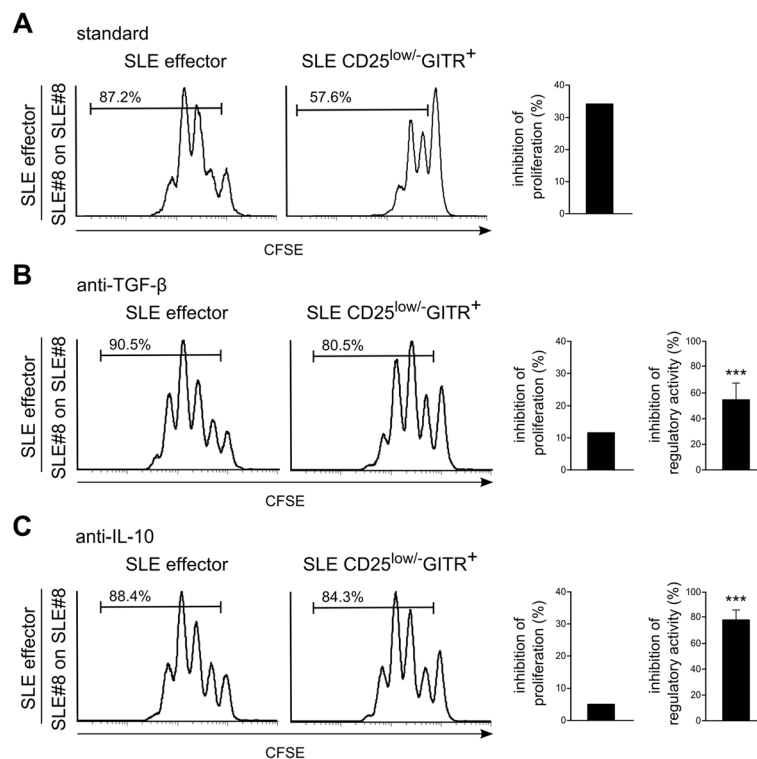 A
standard
SLE effector
SLE CD25low/-GITR+
SLE effector
SLE#8 on SLE#8
87.2%
57.6%
CFSE
inhibition of
proliferation (%)
40
30
20
10
0
B
anti-TGF-β
SLE effector
SLE CD25low/-GITR+
SLE effector
SLE#8 on SLE#8
90.5%
80.5%
CFSE
inhibition of
proliferation (%)
40
30
20
10
0
inhibition of
regulatory activity (%)
100
80
60
40
20
0
***
C
anti-IL-10
SLE effector
SLE CD25low/-GITR+
SLE effector
SLE#8 on SLE#8
88.4%
84.3%
CFSE
inhibition of
proliferation (%)
40
30
20
10
0
inhibition of
regulatory activity (%)
100
80
60
40
20
0
***